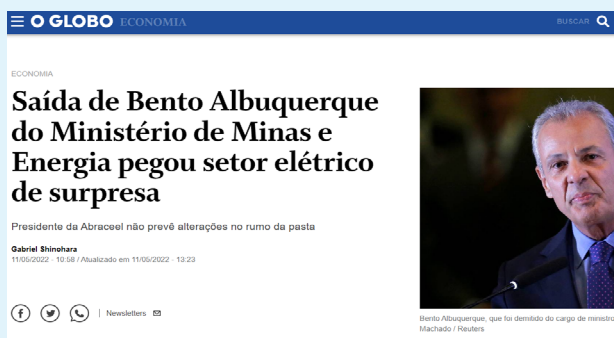 O GLOBO ECONOMIA
BUSCAR
ECONOMIA
Saída de Bento Albuquerque
do Ministério de Minas e
Energia pegou setor elétrico
de surpresa
Presidente da Abraceel não prevê alterações no rumo da pasta
Gabriel Shinohara
11/05/2022 - 10:58 / Atualizado em 11/05/2022 - 13:23
Newsletters
Bento Albuquerque, que foi demitido do cargo de ministro
Machado / Reuters